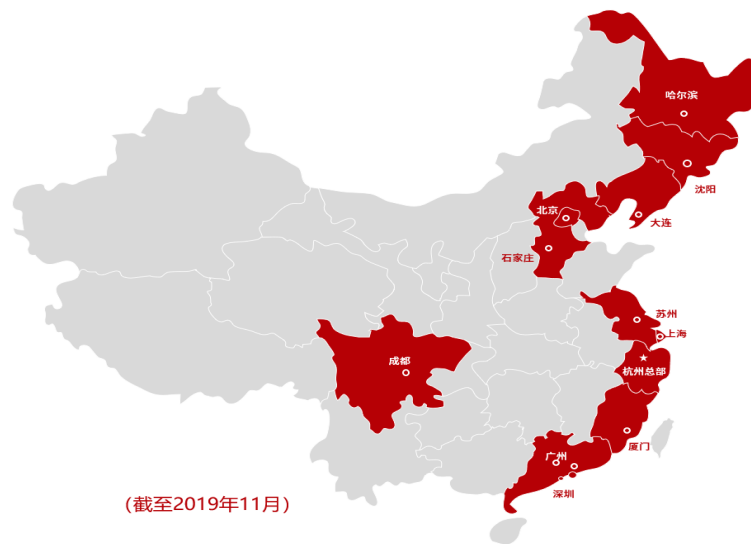 哈尔滨
沈阳
北京
大连
石家庄
苏州
上海
成都
杭州总部
厦门
广州
深圳
(截至2019年11月)